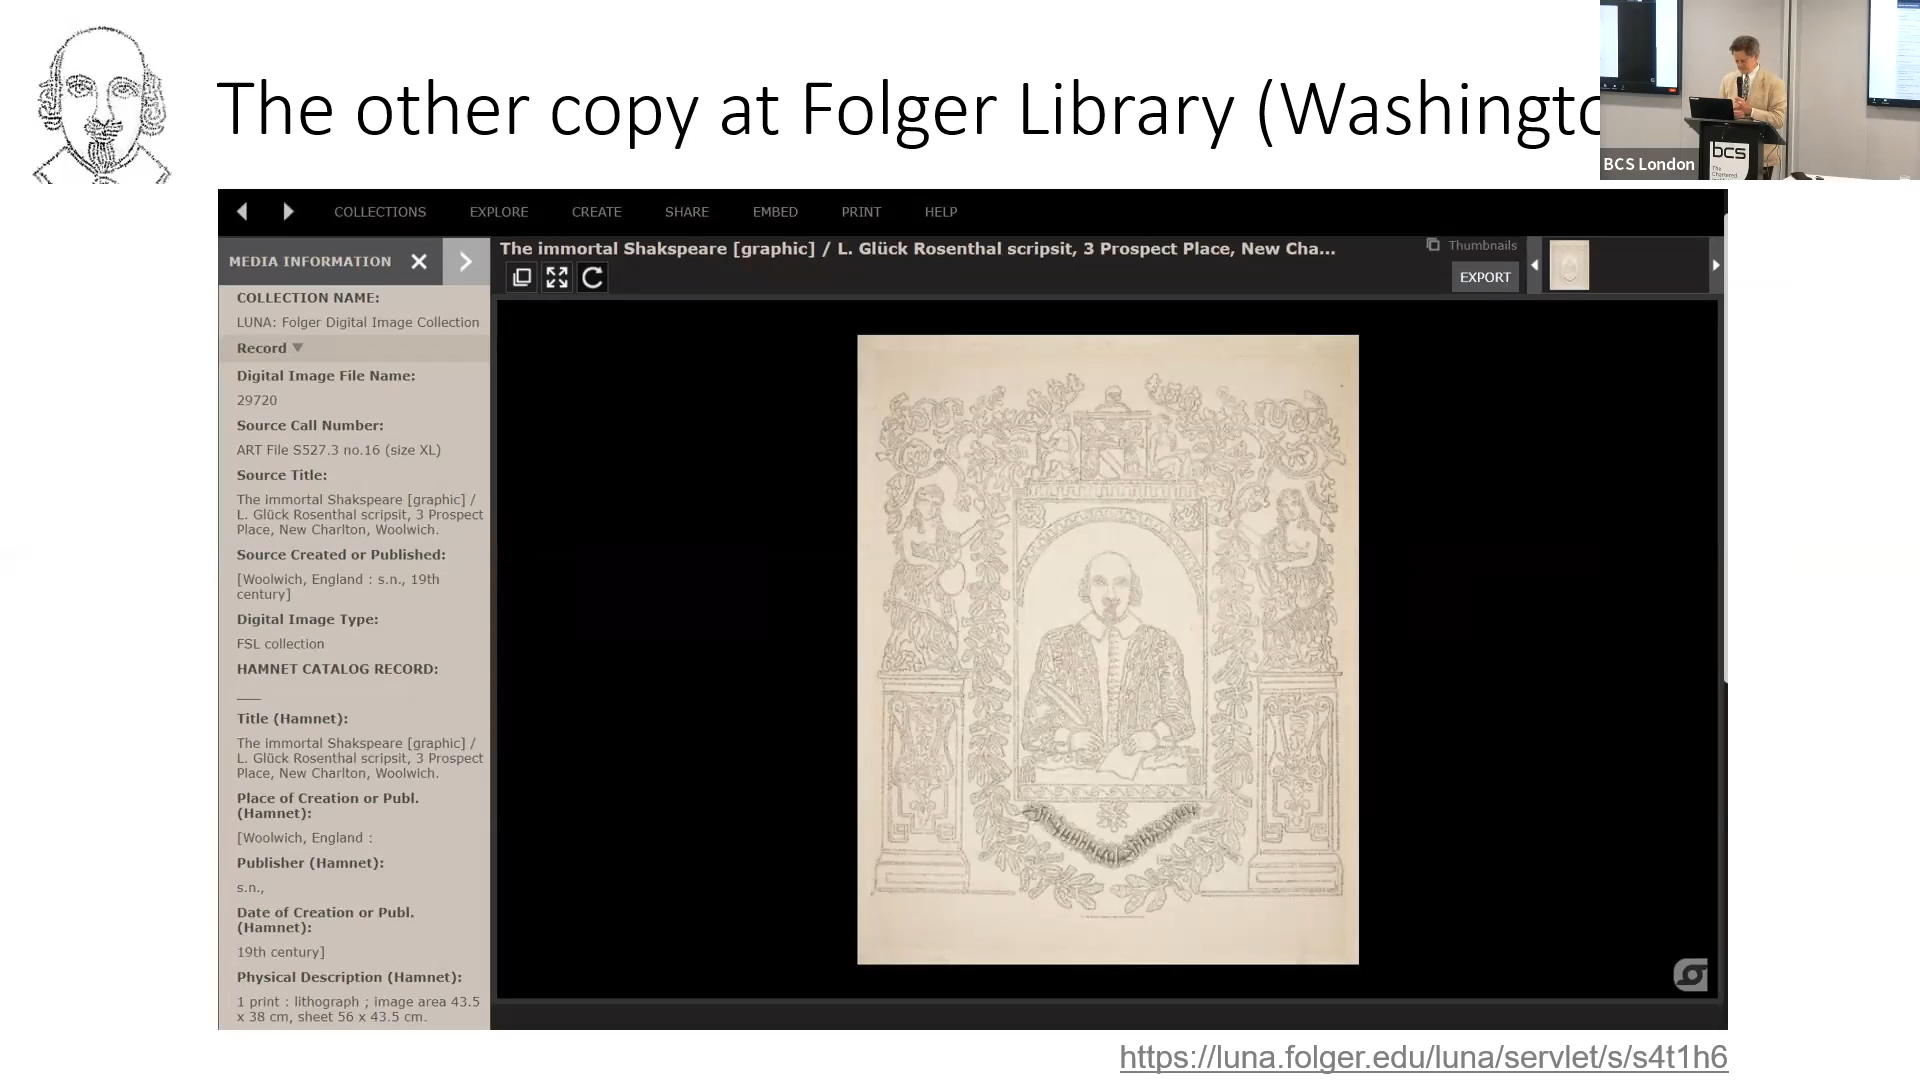 The other copy at Folger Library (Washingto
BCS London
bcs
The
Chartered
COLLECTIONS EXPLORE CREATE SHARE EMBED PRINT HELP
MEDIA INFORMATION
The immortal Shakspeare [graphic] / L. Glück Rosenthal scripsit, 3 Prospect Place, New Cha...
Thumbnails
EXPORT
COLLECTION NAME:
LUNA: Folger Digital Image Collection
Record
Digital Image File Name:
29720
Source Call Number:
ART File S527.3 no.16 (size XL)
Source Title:
The immortal Shakspeare [graphic] /
L. Glück Rosenthal scripsit, 3 Prospect
Place, New Charlton, Woolwich.
Source Created or Published:
[Woolwich, England : s.n., 19th
century]
Digital Image Type:
FSL collection
HAMNET CATALOG RECORD:
Title (Hamnet):
The immortal Shakspeare [graphic] /
L. Glück Rosenthal scripsit, 3 Prospect
Place, New Charlton, Woolwich.
Place of Creation or Publ.
(Hamnet):
[Woolwich, England :
Publisher (Hamnet):
s.n.,
Date of Creation or Publ.
(Hamnet):
19th century]
Physical Description (Hamnet):
1 print : lithograph ; image area 43.5
x 38 cm, sheet 56 x 43.5 cm.
https://luna.folger.edu/luna/servlet/s/s4t1h6